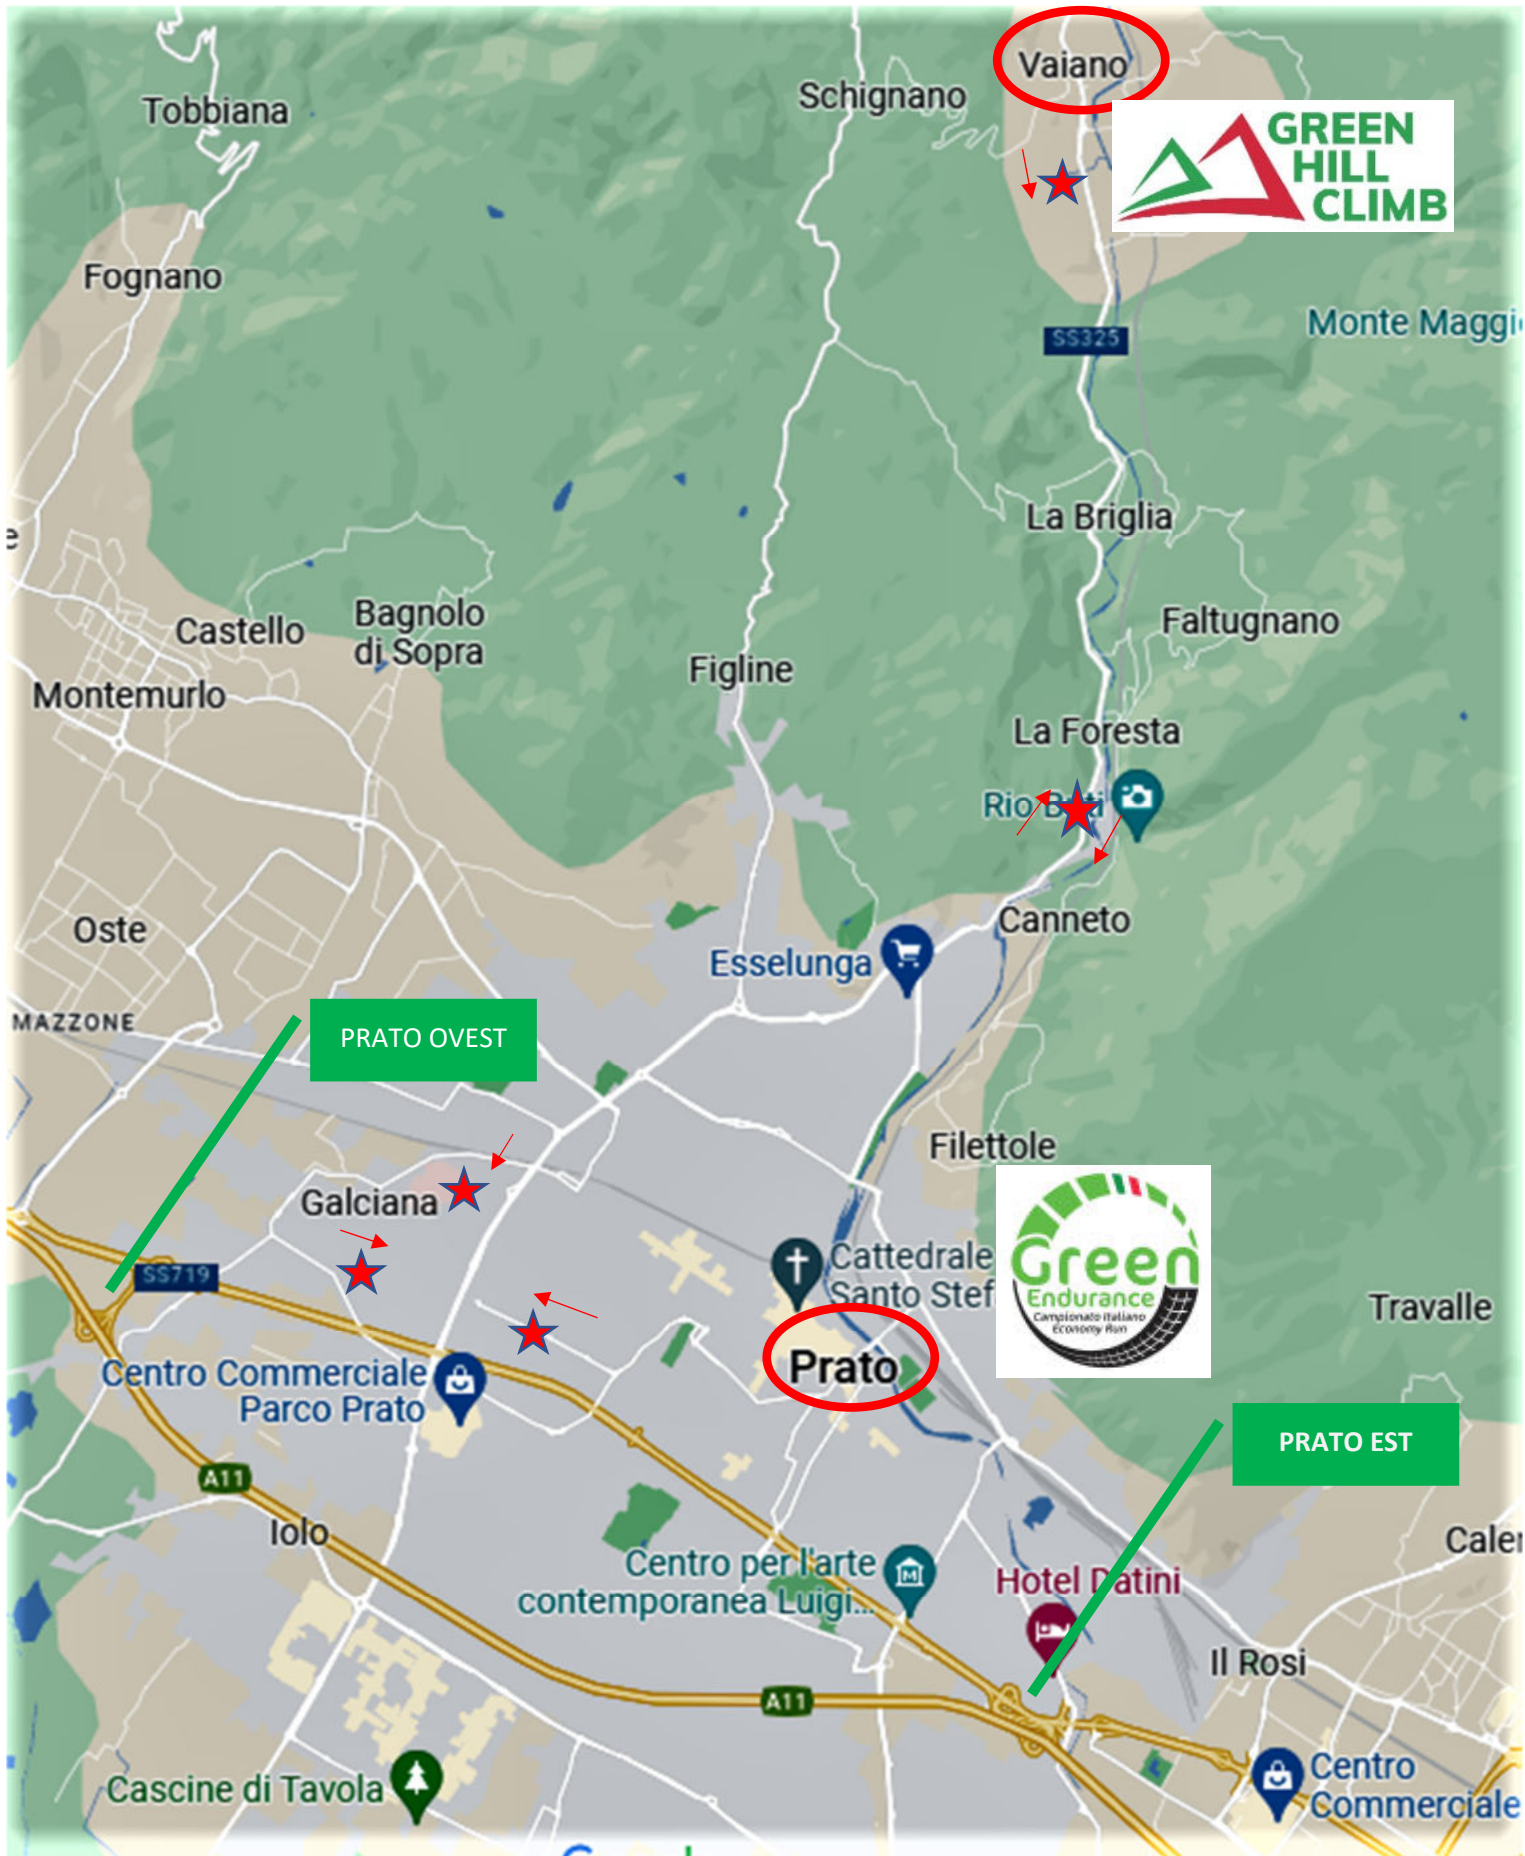 Vaiano
Schignano
Tobbiana
GREEN
HILL
CLIMB
Fognano
Monte Maggi
SS325
La Briglia
e
Bagnolo
di Sopra
Castello
Faltugnano
Figline
Montemurlo
La Foresta
Rio B
Canneto
Oste
Esselunga
MAZZONE
PRATO OVEST
Filettole
Galciana
Cattedrale
Santo Stef
Green
Endurance
Campionato Italiano
Economy Run
SS719
Travalle
Prato
Centro Commerciale
Parco Prato
PRATO EST
A11
Iolo
Caler
Centro per l'arte
contemporanea Luigi...
Hotel Datini
Il Rosi
A11
Cascine di Tavola
Centro
Commerciale